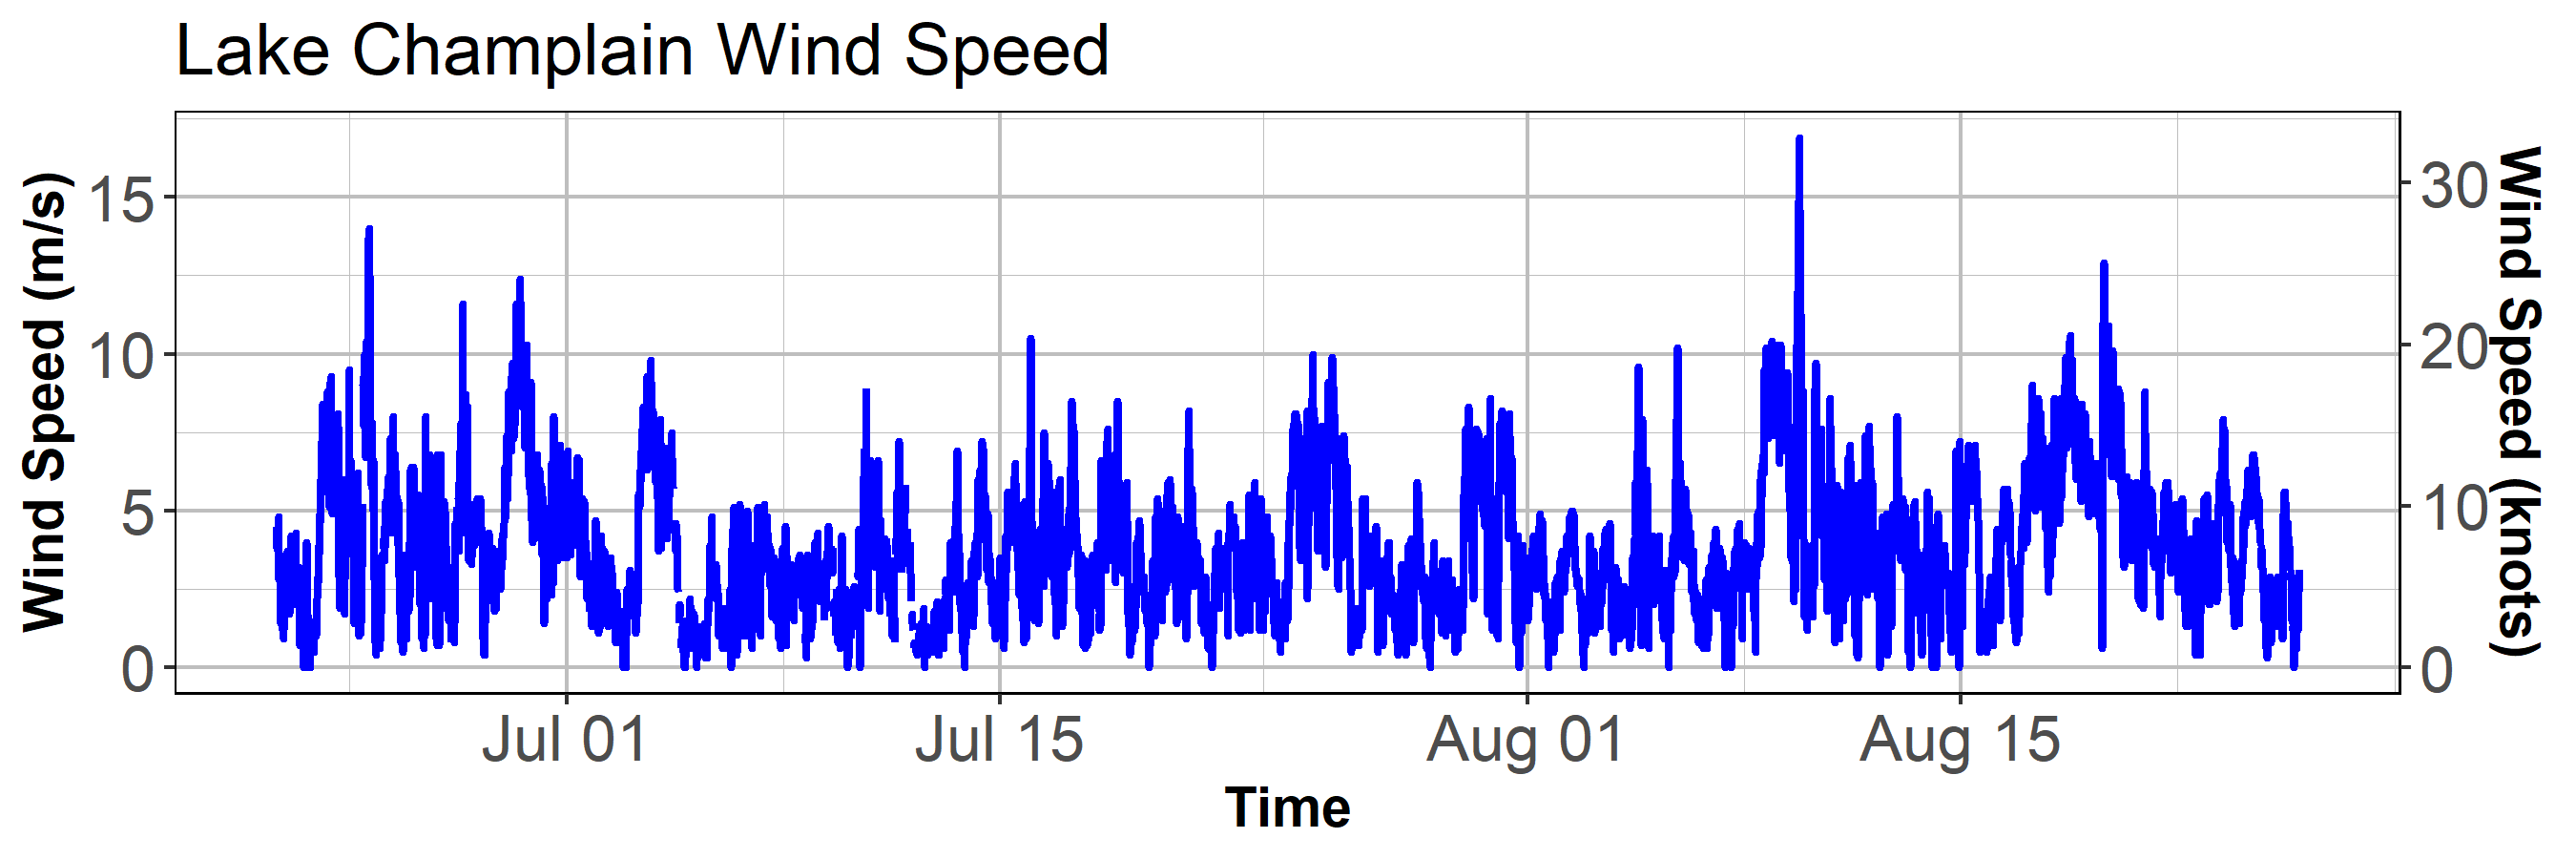 Lake Champlain Wind Speed
Wind Speed (m/s)
15
10
5
0
30
20
10
0
Wind Speed (knots)
Jul 01
Jul 15
Aug 01
Aug 15
Time